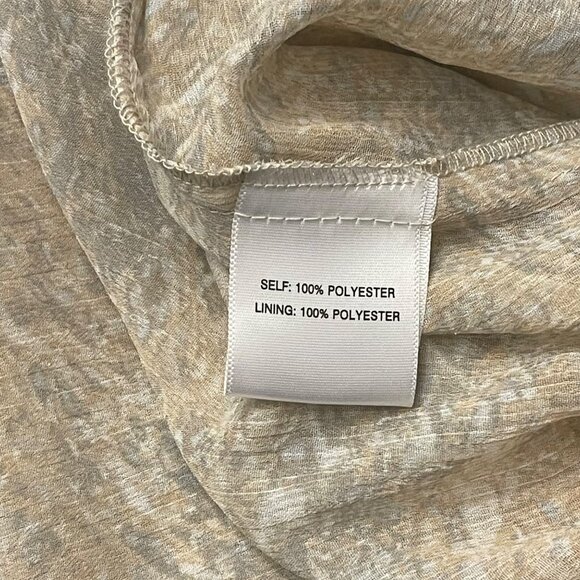 SELF: 100% POLYESTER
LINING: 100% POLYESTER